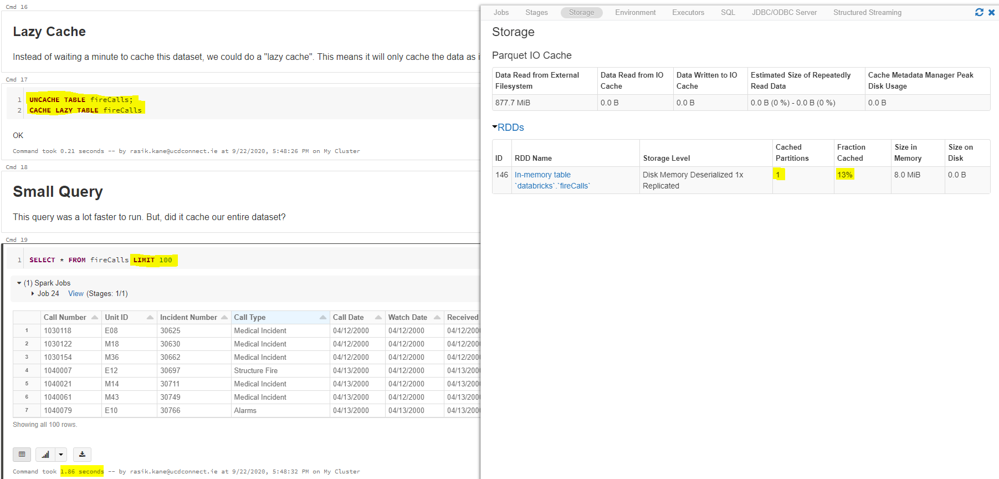 Cmd 16
Lazy Cache
Instead of waiting a minute to cache this dataset, we could do a "lazy cache". This means it will only cache the data as
Cmd 17
1 UNCACHE TABLE fireCalls;
2 CACHE LAZY TABLE fireCalls
OK
Command took 0.21 seconds -- by rasik.kane@ucdconnect.ie at 9/22/2020, 5:48:26 PM on My Cluster
Cmd 18
Small Query
This query was a lot faster to run. But, did it cache our entire dataset?
Cmd 19
1 SELECT * FROM fireCalls LIMIT 100
(1) Spark Jobs
Job 24 View (Stages: 1/1)
Call Number Unit ID Incident Number Call Type Call Date Watch Date Received
1 1030118 E08 30625 Medical Incident 04/12/2000 04/12/2000 04/12/200
2 1030122 M18 30630 Medical Incident 04/12/2000 04/12/2000 04/12/200
3 1030154 M36 30662 Medical Incident 04/12/2000 04/12/2000 04/12/200
4 1040007 E12 30697 Structure Fire 04/13/2000 04/12/2000 04/13/200
5 1040021 M14 30711 Medical Incident 04/13/2000 04/12/2000 04/13/200
6 1040061 M43 30749 Medical Incident 04/13/2000 04/12/2000 04/13/200
7 1040079 E10 30766 Alarms 04/13/2000 04/13/2000 04/13/200
Showing all 100 rows.
Command took 1.86 seconds -- by rasik.kane@ucdconnect.ie at 9/22/2020, 5:48:32 PM on My Cluster
Jobs Stages Storage Environment Executors SQL JDBC/ODBC Server Structured Streaming
Storage
Parquet IO Cache
Data Read from External Filesystem Data Read from IO Cache Data Written to IO Cache Estimated Size of Repeatedly Read Data Cache Metadata Manager Peak Disk Usage
877.7 MiB 0.0 B 0.0 B 0.0 B (0 %) - 0.0 B (0 %) 0.0 B
RDDs
ID RDD Name Storage Level Cached Partitions Fraction Cached Size in Memory Size on Disk
146 In-memory table `databricks`.`fireCalls` Disk Memory Deserialized 1x Replicated 1 13% 8.0 MiB 0.0 B